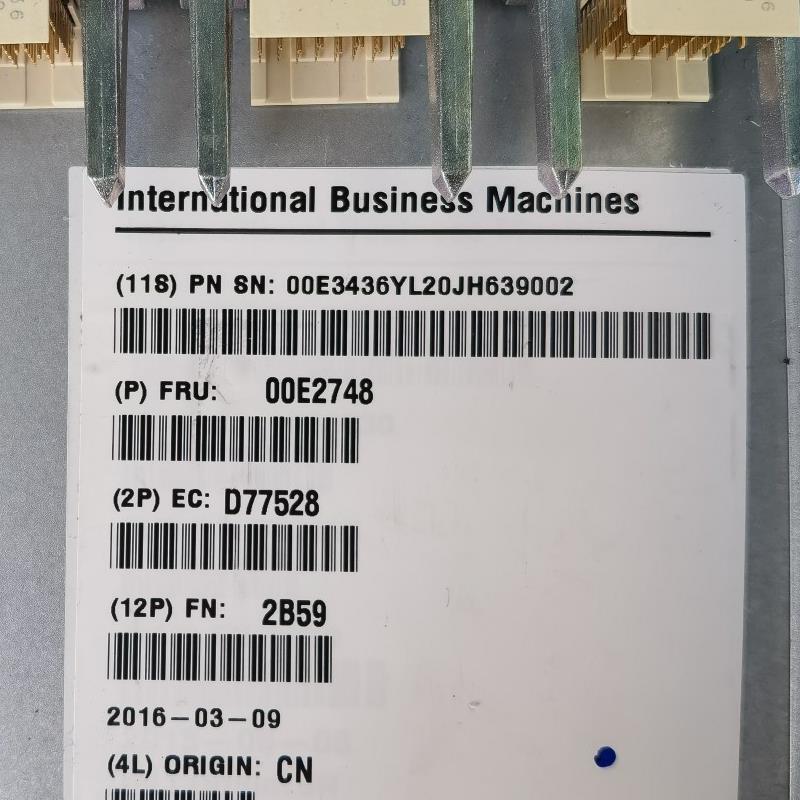 International Business Machines
(11S) PN SN: 00E3436YL20JH639002
(P) FRU: 00E2748
(2P) EC: D77528
(12P) FN: 2B59
2016-03-09
(4L) ORIGIN: CN